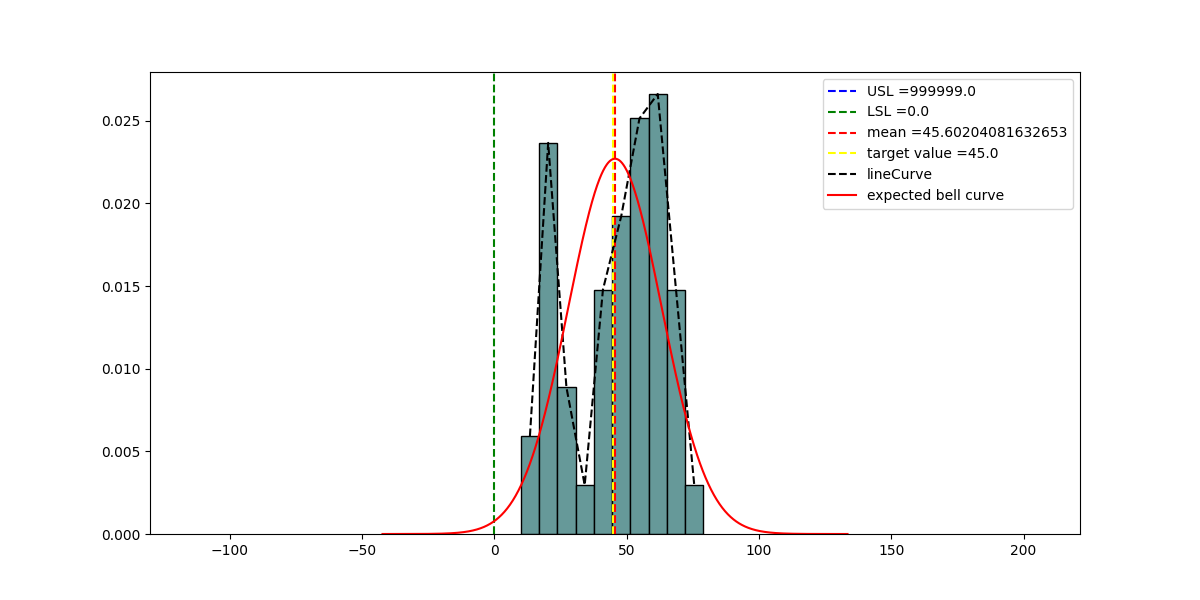 USL =999999.0
LSL =0.0
mean =45.60204081632653
target value =45.0
lineCurve
expected bell curve
0.025
0.020
0.015
0.010
0.005
0.000
−100
−50
0
50
100
150
200